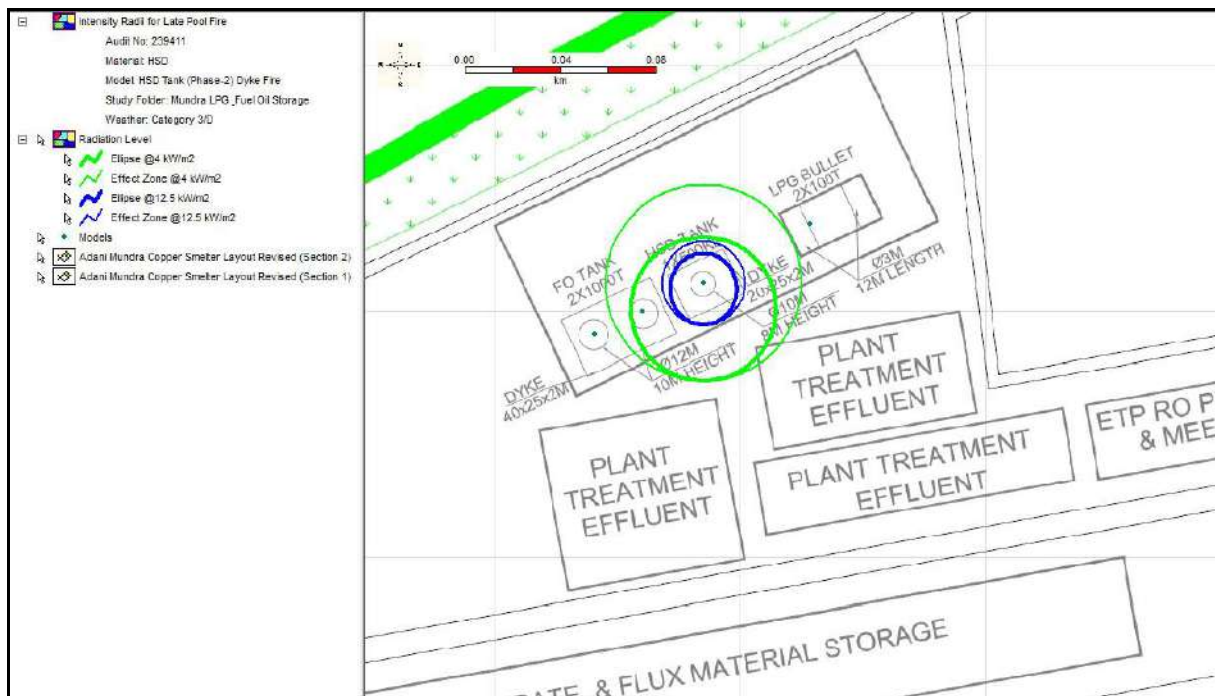 Intensity Radii for Late Pool Fire
Audit No: 239411
Material: HSD
Model: HSD Tank (Phase-2) Dyke Fire
Study Folder: Mundra LPG _Fuel Oil Storage
Weather: Category 3/D
Radiation Level
Ellipse @4 kW/m2
Effect Zone @4 kW/m2
Ellipse @12.5 kW/m2
Effect Zone @12.5 kW/m2
Models
Adani Mundra Copper Smelter Layout Revised (Section 2)
Adani Mundra Copper Smelter Layout Revised (Section 1)
N
E
S
0.00 0.04 0.08
km
LPG BULLET
2X100T
Ø3M
12M LENGTH
HSD TANK
FO TANK
2X1000T
DYKE
20x25x2M
Ø10M
8M HEIGHT
Ø12M
10M HEIGHT
DYKE
40x25x2M
PLANT
TREATMENT
EFFLUENT
PLANT
TREATMENT
EFFLUENT
PLANT TREATMENT
EFFLUENT
ETP RO P
& MEE
& FLUX MATERIAL STORAGE